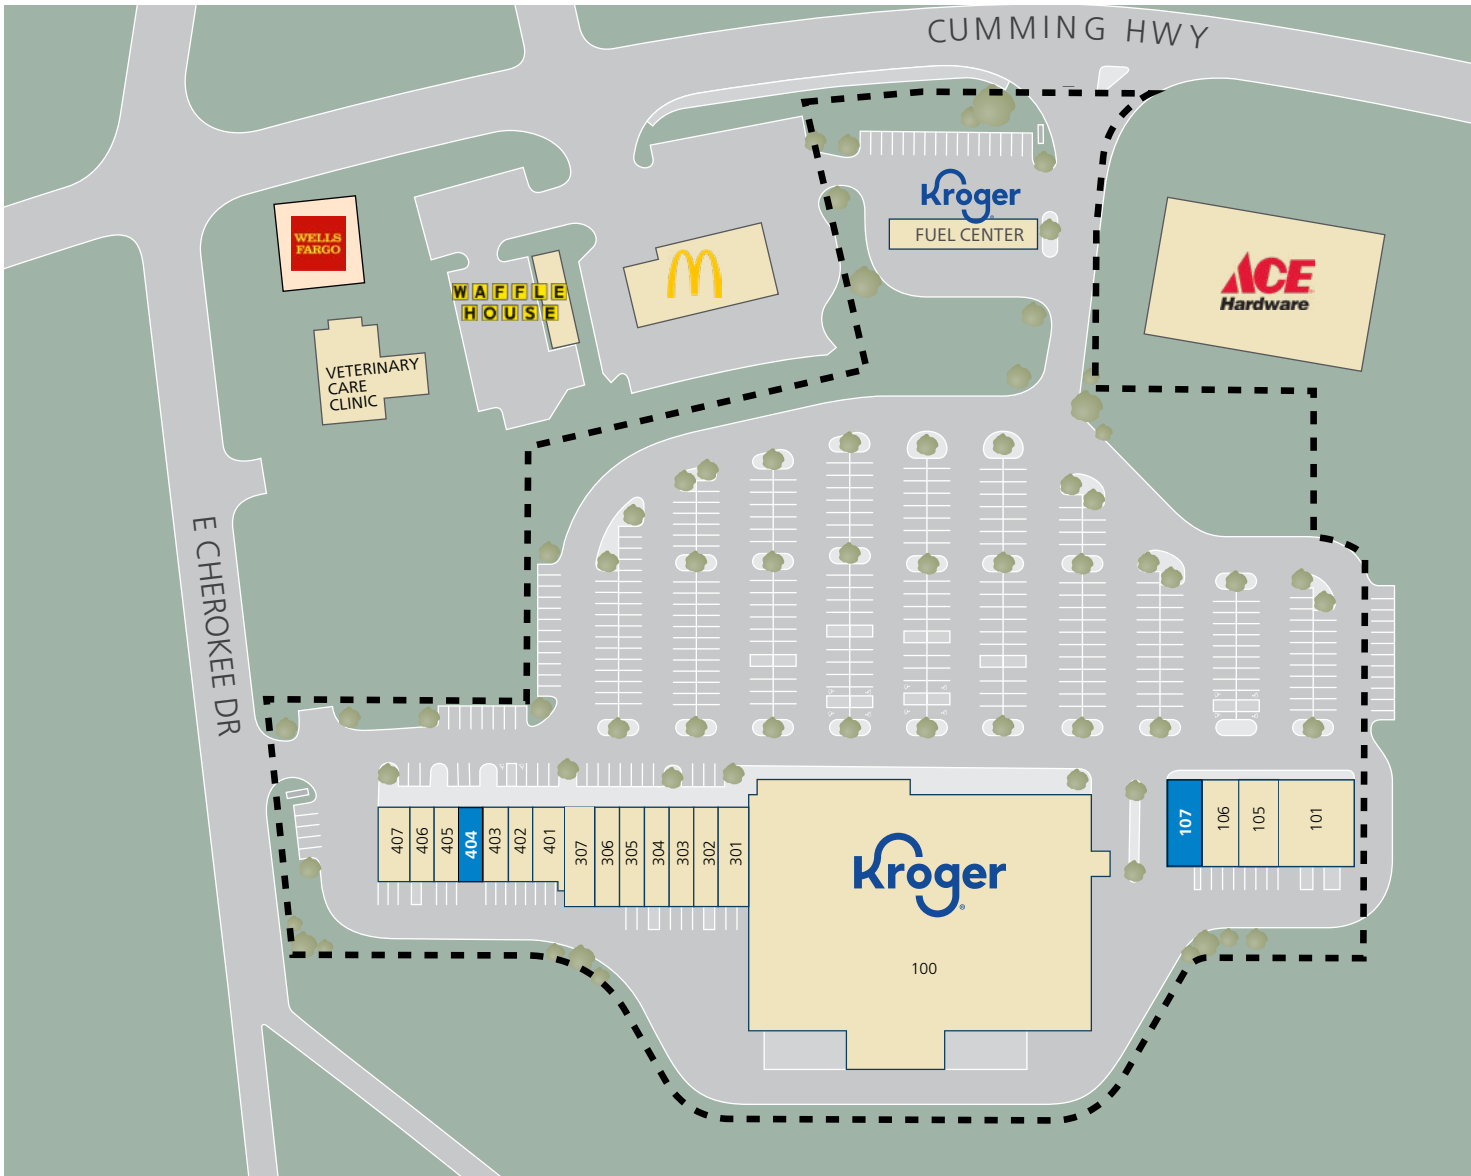 CUMMING HWY
Kroger
FUEL CENTER
WELLS
FARGO
WAFFLE
HOUSE
ACE
Hardware
VETERINARY
CARE
CLINIC
E CHEROKEE DR
407
406
405
404
403
402
401
307
306
305
304
303
302
301
Kroger
100
107
106
105
101